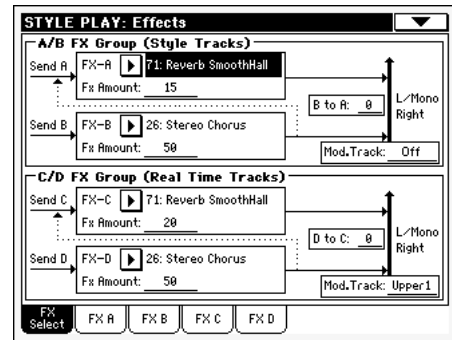 STYLE PLAY: Effects
A/B FX Group (Style Tracks)
Send A
FX-A
71: Reverb SmoothHall
Fx Amount: 15
B to A: 0
L/Mono
Right
Send B
FX-B
26: Stereo Chorus
Fx Amount: 50
Mod.Track: Off
C/D FX Group (Real Time Tracks)
Send C
FX-C
71: Reverb SmoothHall
Fx Amount: 20
D to C: 0
L/Mono
Right
Send D
FX-D
26: Stereo Chorus
Fx Amount: 50
Mod.Track: Upper1
FX
Select
FX A
FX B
FX C
FX D